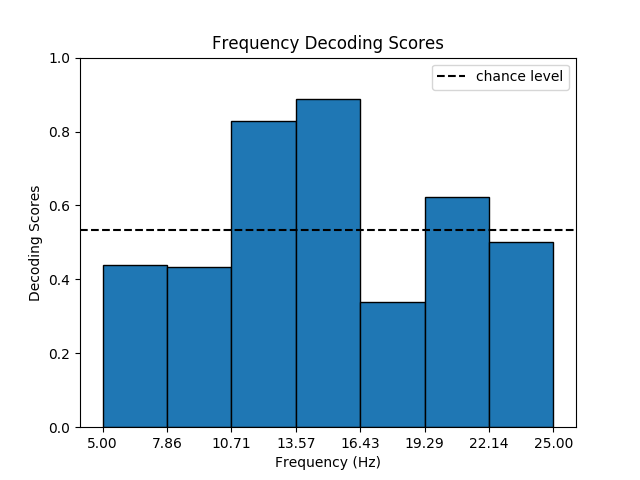 Frequency Decoding Scores
chance level
1.0
0.8
0.6
0.4
0.2
0.0
Decoding Scores
5.00 7.86 10.71 13.57 16.43 19.29 22.14 25.00
Frequency (Hz)